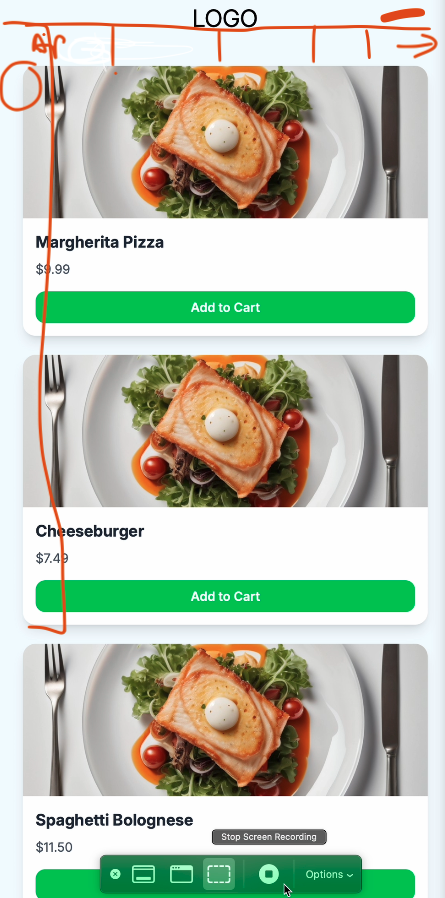 LOGO
Margherita Pizza
$9.99
Add to Cart
Cheeseburger
$7.49
Add to Cart
Spaghetti Bolognese
Stop Screen Recording
$11.50
Options